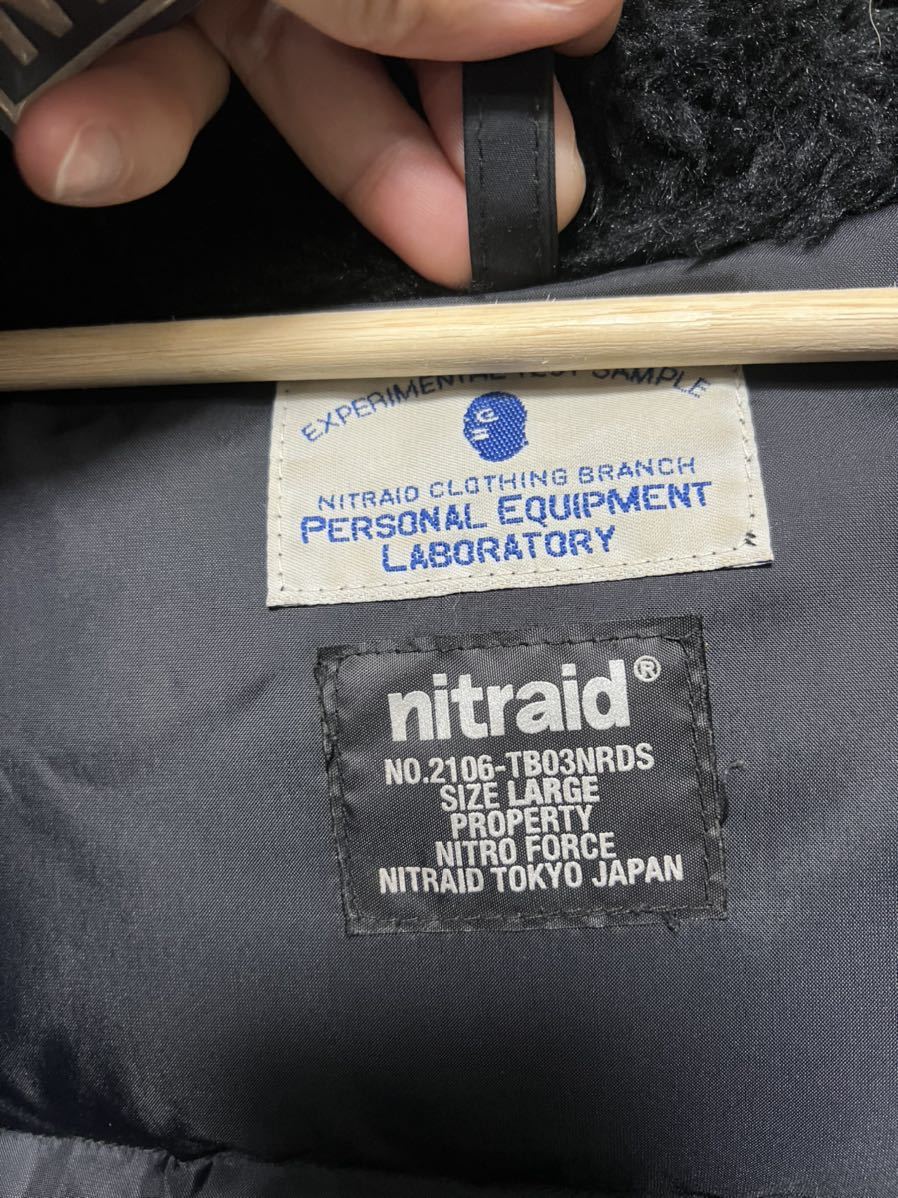 EXPERIMENTAL TEST SAMPLE
NITRAID CLOTHING BRANCH
PERSONAL EQUIPMENT
LABORATORY
nitraid®
NO.2106-TB03NRDS
SIZE LARGE
PROPERTY
NITRO FORCE
NITRAID TOKYO JAPAN